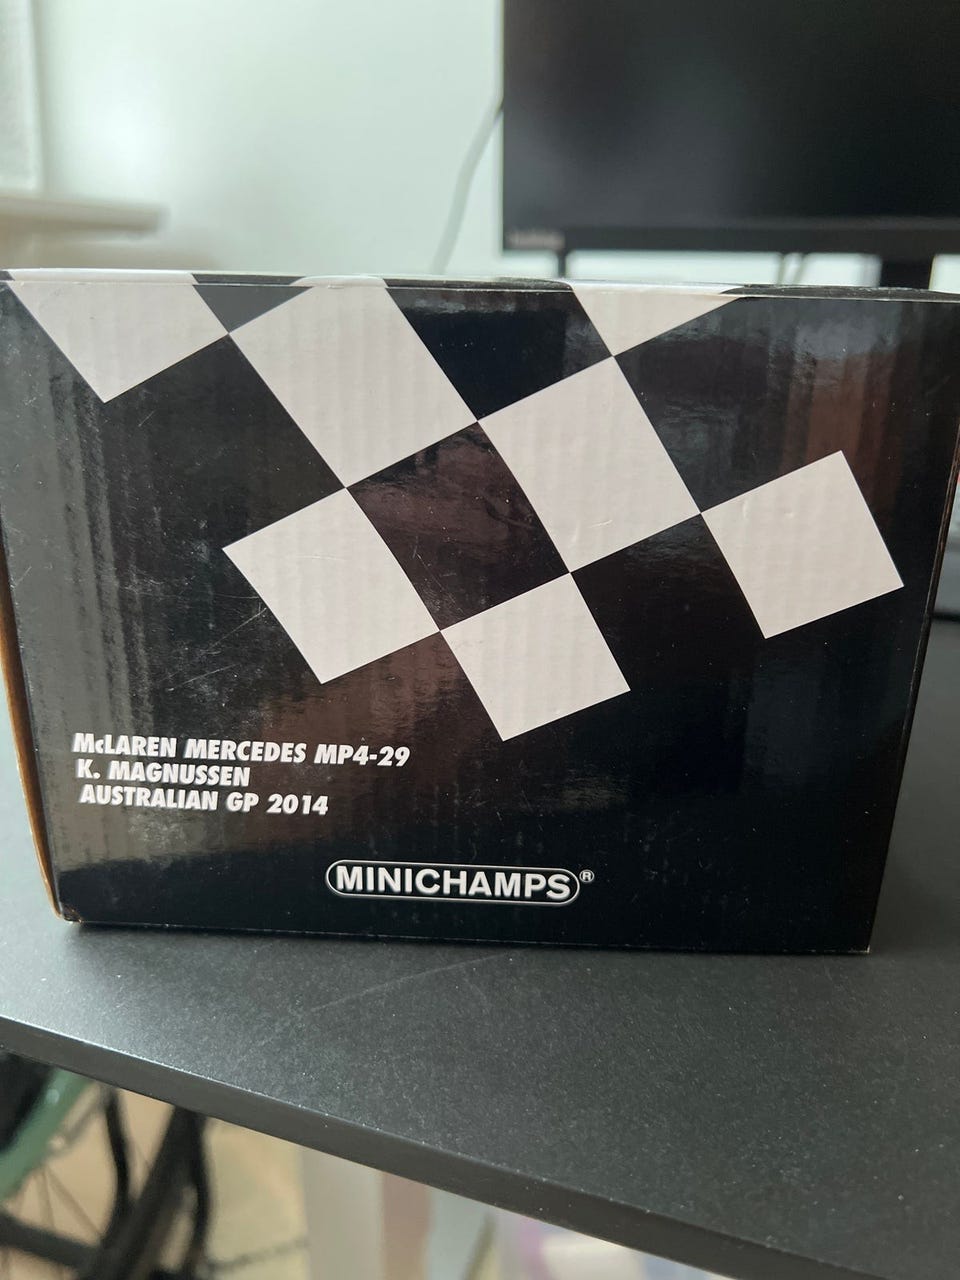 McLAREN MERCEDES MP4-29
K. MAGNUSSEN
AUSTRALIAN GP 2014
MINICHAMPS®